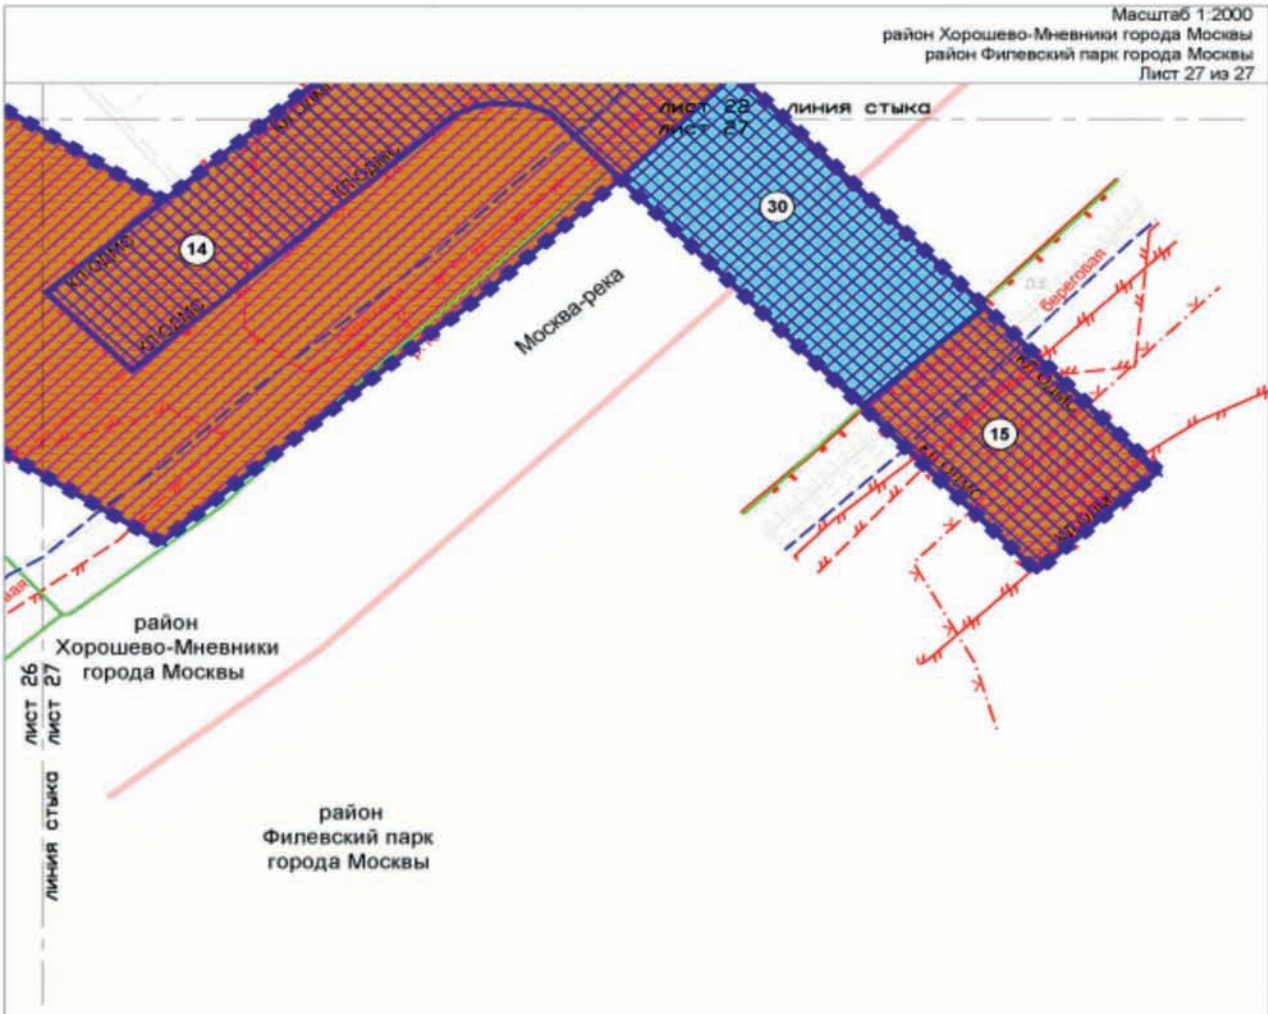 Масштаб 1:2000
район Хорошево-Мневники города Москвы
район Филевский парк города Москвы
Лист 27 из 27
лист 28
линия стыка
лист 27
30
14
береговая
Москва-река
15
район
Хорошево-Мневники
города Москвы
лист 26
лист 27
линия стыка
район
Филевский парк
города Москвы